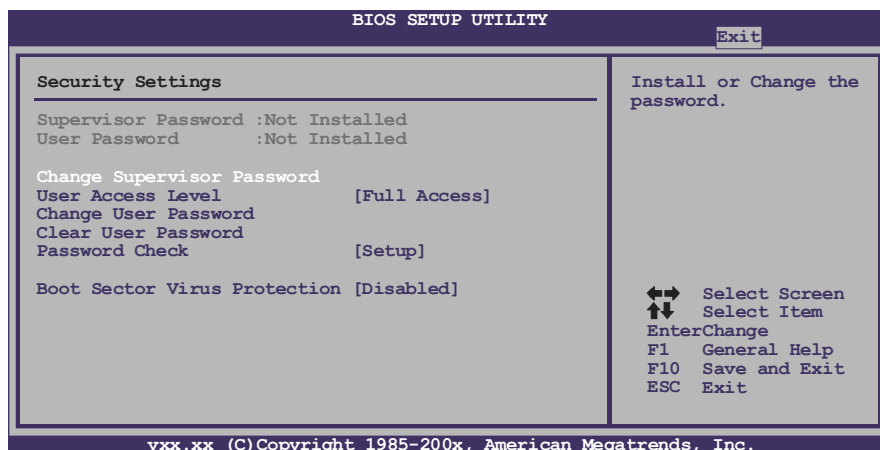 BIOS SETUP UTILITY
Exit
Security Settings
Supervisor Password :Not Installed
User Password :Not Installed
Change Supervisor Password
User Access Level [Full Access]
Change User Password
Clear User Password
Password Check [Setup]
Boot Sector Virus Protection [Disabled]
Install or Change the
password.
Select Screen
Select Item
EnterChange
F1 General Help
F10 Save and Exit
ESC Exit
vxx.xx (C)Copyright 1985-200x, American Megatrends, Inc.